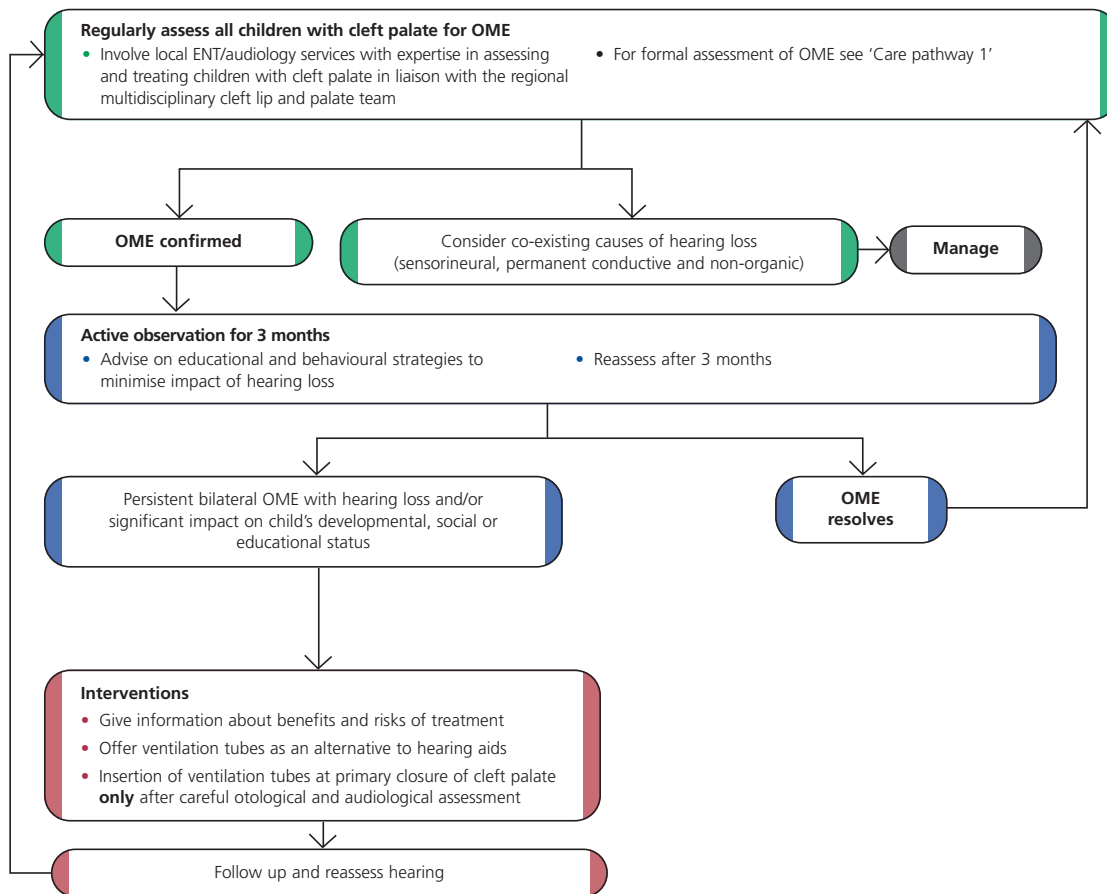 Regularly assess all children with cleft palate for OME
• Involve local ENT/audiology services with expertise in assessing
and treating children with cleft palate in liaison with the regional
multidisciplinary cleft lip and palate team
• For formal assessment of OME see ‘Care pathway 1’
OME confirmed
Consider co-existing causes of hearing loss
(sensorineural, permanent conductive and non-organic)
Manage
Active observation for 3 months
• Advise on educational and behavioural strategies to
minimise impact of hearing loss
• Reassess after 3 months
Persistent bilateral OME with hearing loss and/or
significant impact on child’s developmental, social or
educational status
OME
resolves
Interventions
• Give information about benefits and risks of treatment
• Offer ventilation tubes as an alternative to hearing aids
• Insertion of ventilation tubes at primary closure of cleft palate
only after careful otological and audiological assessment
Follow up and reassess hearing